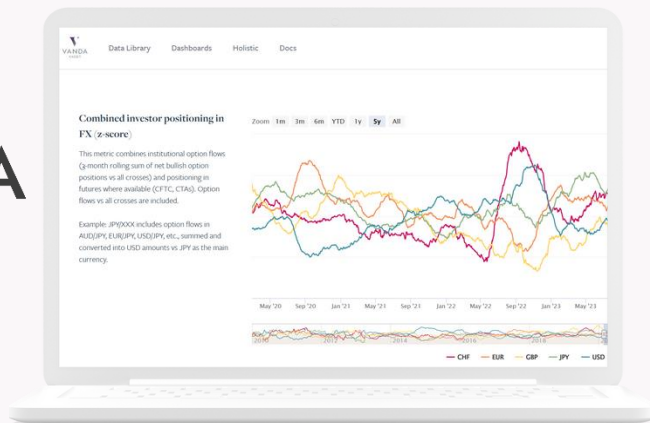 A
VANDA
Data Library Dashboards Holistic Docs
Combined investor positioning in
FX (z-score)
This metric combines institutional option flows
(3-month rolling sum of net bullish option
positions vs all crosses) and positioning in
futures where available (CFTC, CTAs). Option
flows vs all crosses are included.
Example: JPY/XXX includes option flows in
AUD/JPY, EUR/JPY, USD/JPY, etc., summed and
converted into USD amounts vs JPY as the main
currency.
Zoom 1m 3m 6m YTD 1y 5y All
May '20 Sep '20 Jan '21 May '21 Sep '21 Jan '22 May '22 Sep '22 Jan '23 May '23
2010 2012 2014 2016 2018
CHF EUR GBP JPY USD